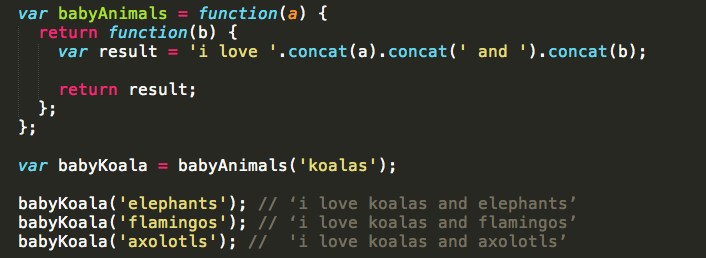 var babyAnimals = function(a) {
  return function(b) {
    var result = 'i love '.concat(a).concat(' and ').concat(b);

    return result;
  };
};

var babyKoala = babyAnimals('koalas');

babyKoala('elephants'); // ‘i love koalas and elephants’
babyKoala('flamingos'); // ‘i love koalas and flamingos’
babyKoala('axolotls'); //  'i love koalas and axolotls’